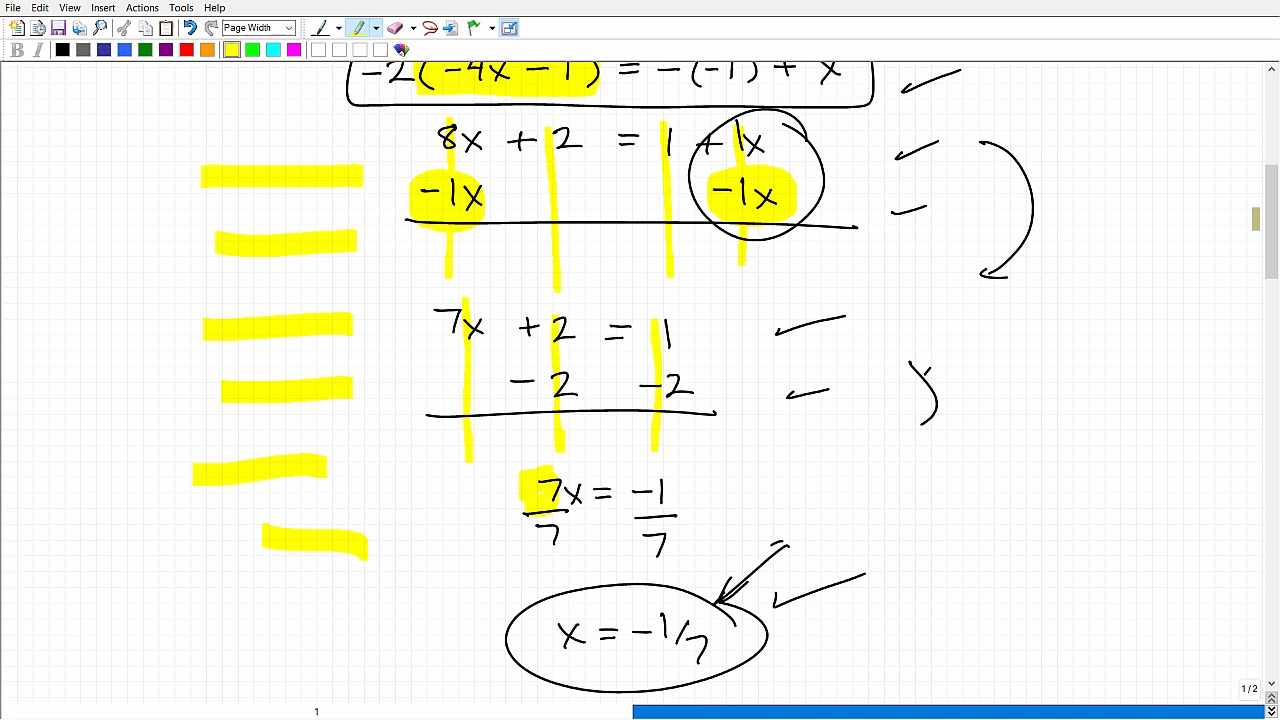 File Edit View Insert Actions Tools Help
Page Width
B I
-2(-4x - 1) = -(-1) + x
8x + 2 = 1 + 1x
-1x -1x
7x + 2 = 1
- 2 -2
7x = -1
7 7
x = -1/7
1/2
1